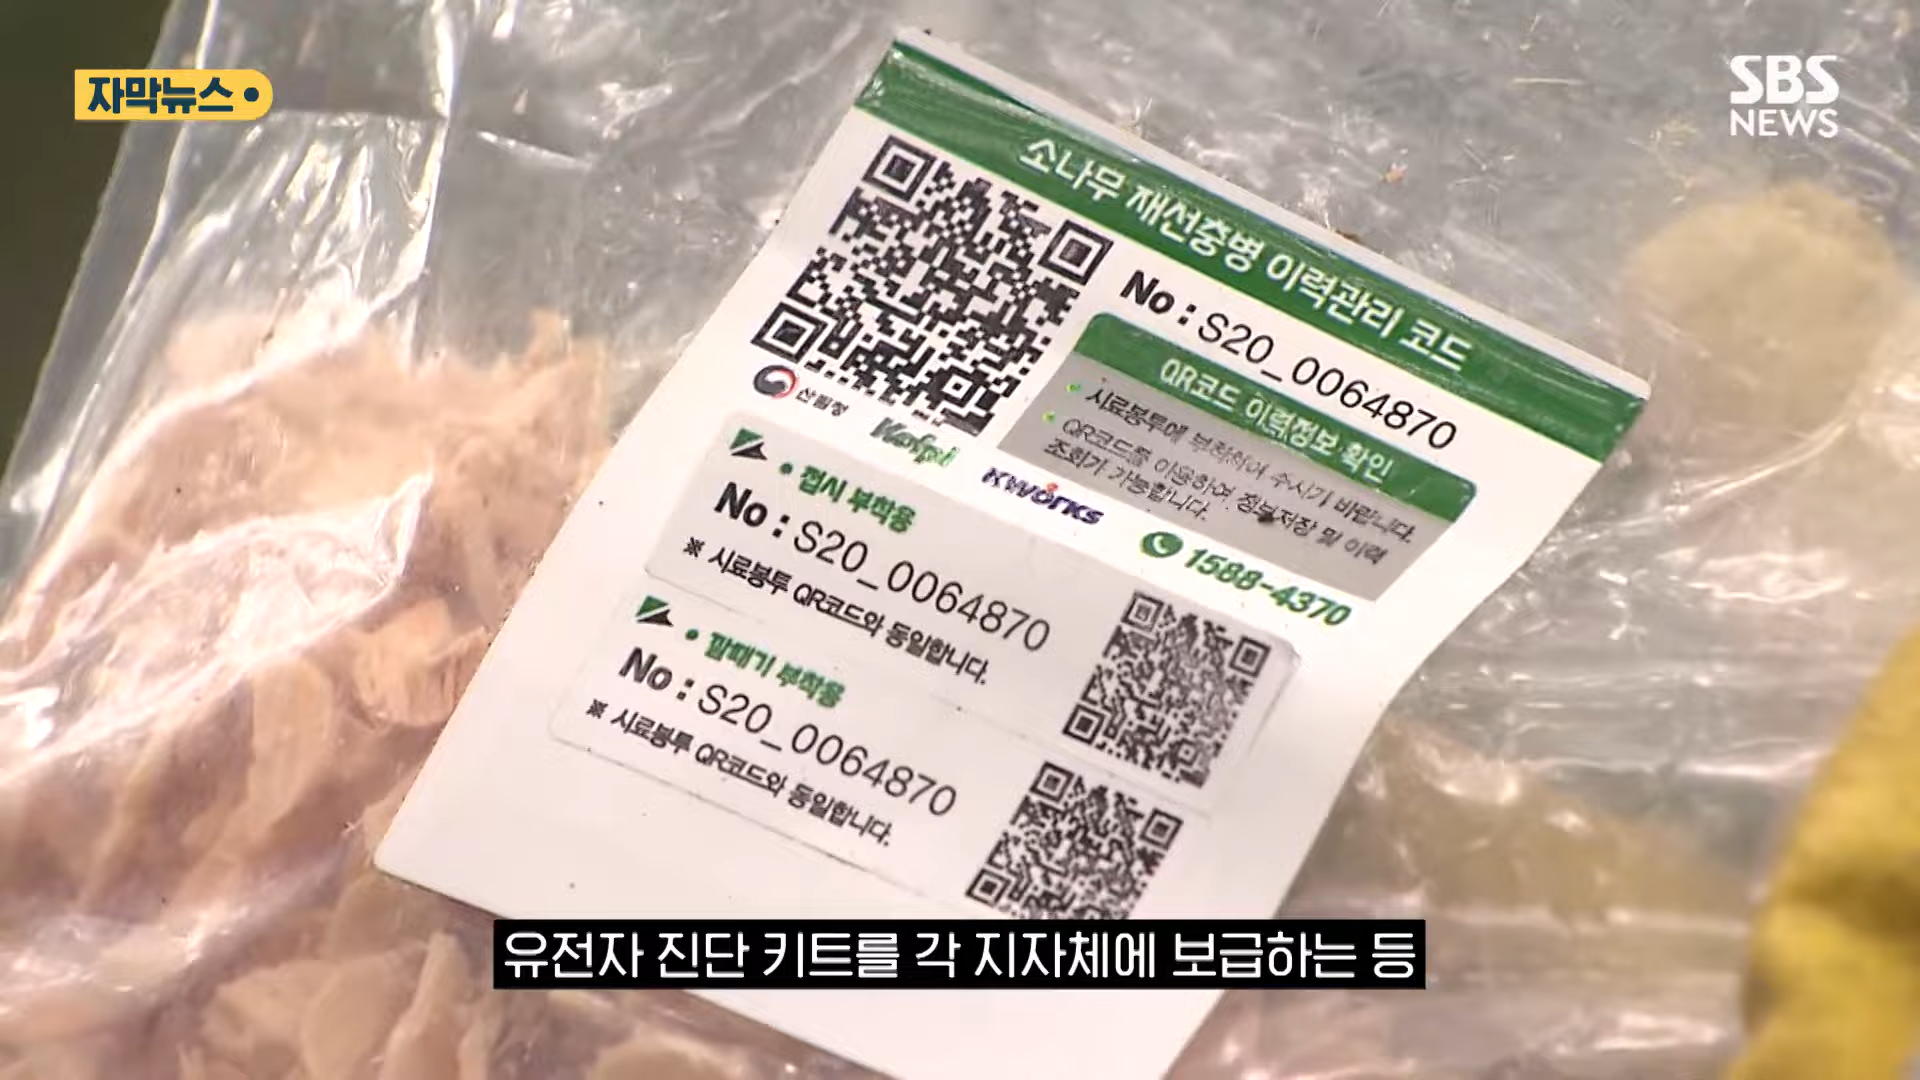 자막뉴스
SBS
NEWS
소나무 재선충병 이력관리 코드
No : S20_0064870
QR코드 이력정보 확인
시료봉투에 부착하여 주시기 바랍니다.
QR코드를 이용하여 정보저장 및 이력
조회가 가능합니다.
산림청
Kofpi
KWorks
1588-4370
접시 부착용
No : S20_0064870
※ 시료봉투 QR코드와 동일합니다.
깔때기 부착용
No : S20_0064870
※ 시료봉투 QR코드와 동일합니다.
유전자 진단 키트를 각 지자체에 보급하는 등